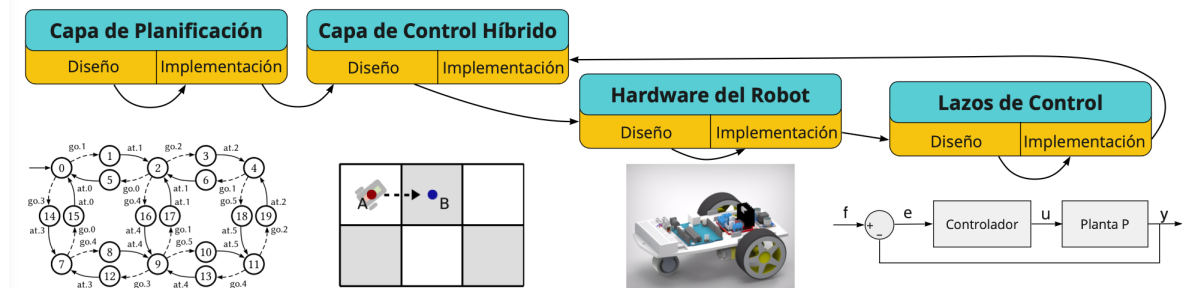 Capa de Planificación
Diseño
Implementación
Capa de Control Híbrido
Diseño
Implementación
Hardware del Robot
Diseño
Implementación
Lazos de Control
Diseño
Implementación
go.1
1
at.1
go.2
3
at.2
0
2
4
at.0
5
go.0
at.1
6
go.1
go.3
at.0
go.4
at.1
go.5
at.2
14
15
16
17
18
19
at.3
go.0
at.4
go.1
at.5
go.2
go.4
8
at.4
go.5
10
at.5
7
9
11
at.3
12
go.3
at.4
13
go.4
A
B
f
e
Controlador
u
Planta P
y
+
−